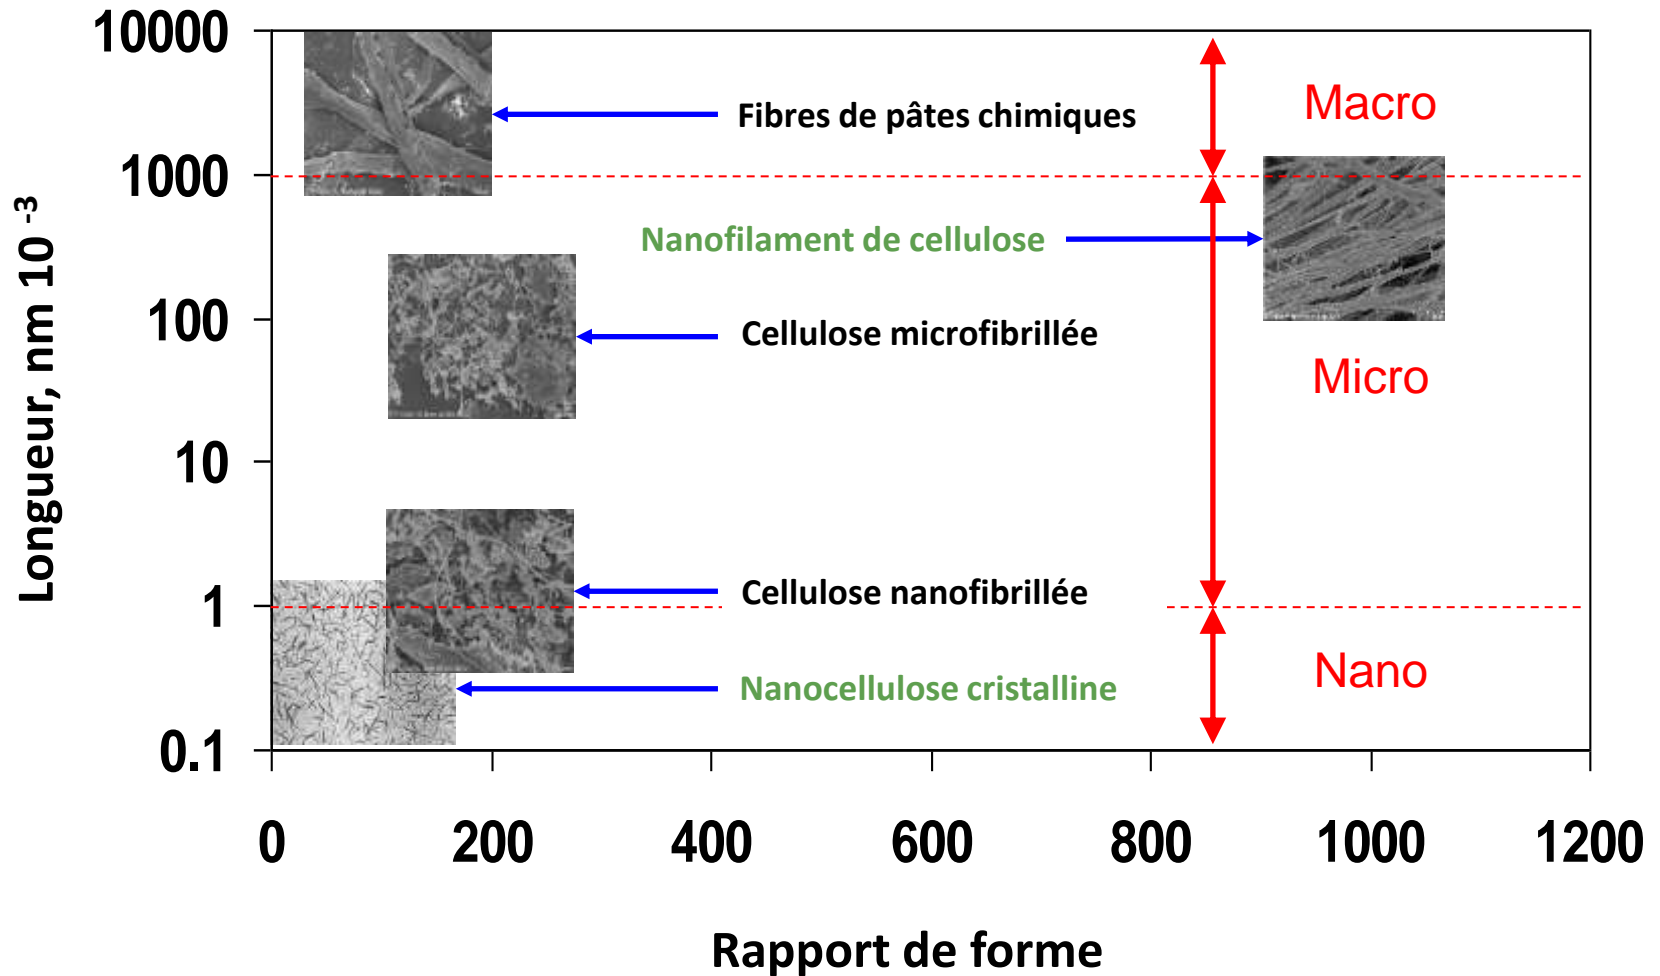 10000
Fibres de pâtes chimiques
Macro
1000
Nanofilament de cellulose
100
Cellulose microfibrillée
Micro
10
Cellulose nanofibrillée
1
Nano
Nanocellulose cristalline
0.1
Longueur, nm 10 -3
0 200 400 600 800 1000 1200
Rapport de forme